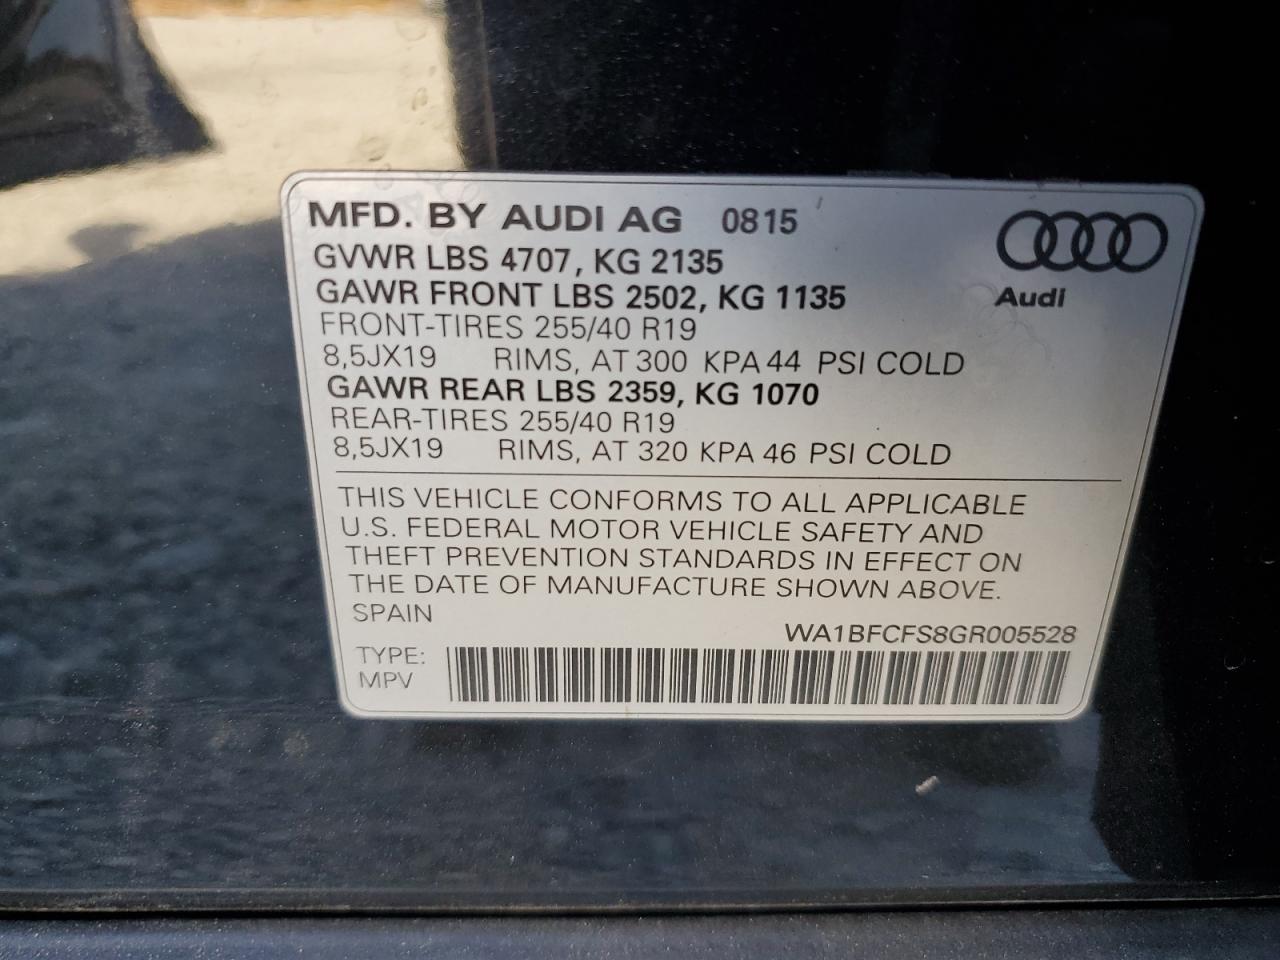 MFD. BY AUDI AG 0815
GVWR LBS 4707, KG 2135
GAWR FRONT LBS 2502, KG 1135
Audi
FRONT-TIRES 255/40 R19
8,5JX19 RIMS, AT 300 KPA 44 PSI COLD
GAWR REAR LBS 2359, KG 1070
REAR-TIRES 255/40 R19
8,5JX19 RIMS, AT 320 KPA 46 PSI COLD
THIS VEHICLE CONFORMS TO ALL APPLICABLE
U.S. FEDERAL MOTOR VEHICLE SAFETY AND
THEFT PREVENTION STANDARDS IN EFFECT ON
THE DATE OF MANUFACTURE SHOWN ABOVE.
SPAIN
WA1BFCFS8GR005528
TYPE:
MPV